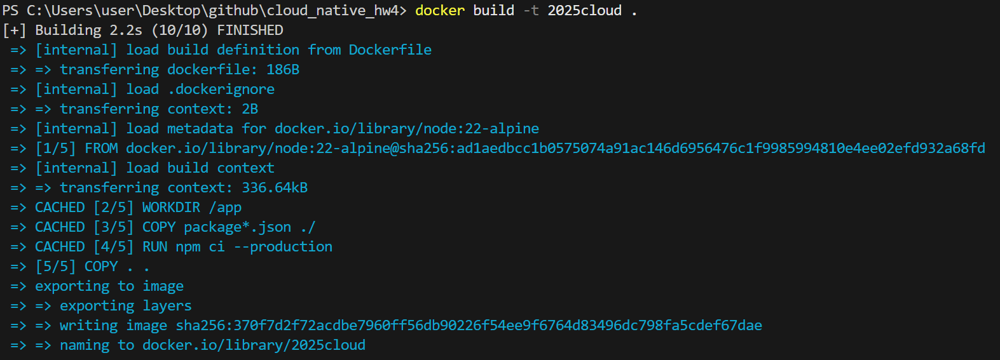 PS C:\Users\user\Desktop\github\cloud_native_hw4> docker build -t 2025cloud .
[+] Building 2.2s (10/10) FINISHED
=> [internal] load build definition from Dockerfile
=> => transferring dockerfile: 186B
=> [internal] load .dockerignore
=> => transferring context: 2B
=> [internal] load metadata for docker.io/library/node:22-alpine
=> [1/5] FROM docker.io/library/node:22-alpine@sha256:ad1aedbcc1b0575074a91ac146d6956476c1f9985994810e4ee02efd932a68fd
=> [internal] load build context
=> => transferring context: 336.64kB
=> CACHED [2/5] WORKDIR /app
=> CACHED [3/5] COPY package*.json ./
=> CACHED [4/5] RUN npm ci --production
=> [5/5] COPY . .
=> exporting to image
=> => exporting layers
=> => writing image sha256:370f7d2f72acdbe7960ff56db90226f54ee9f6764d83496dc798fa5cdef67dae
=> => naming to docker.io/library/2025cloud